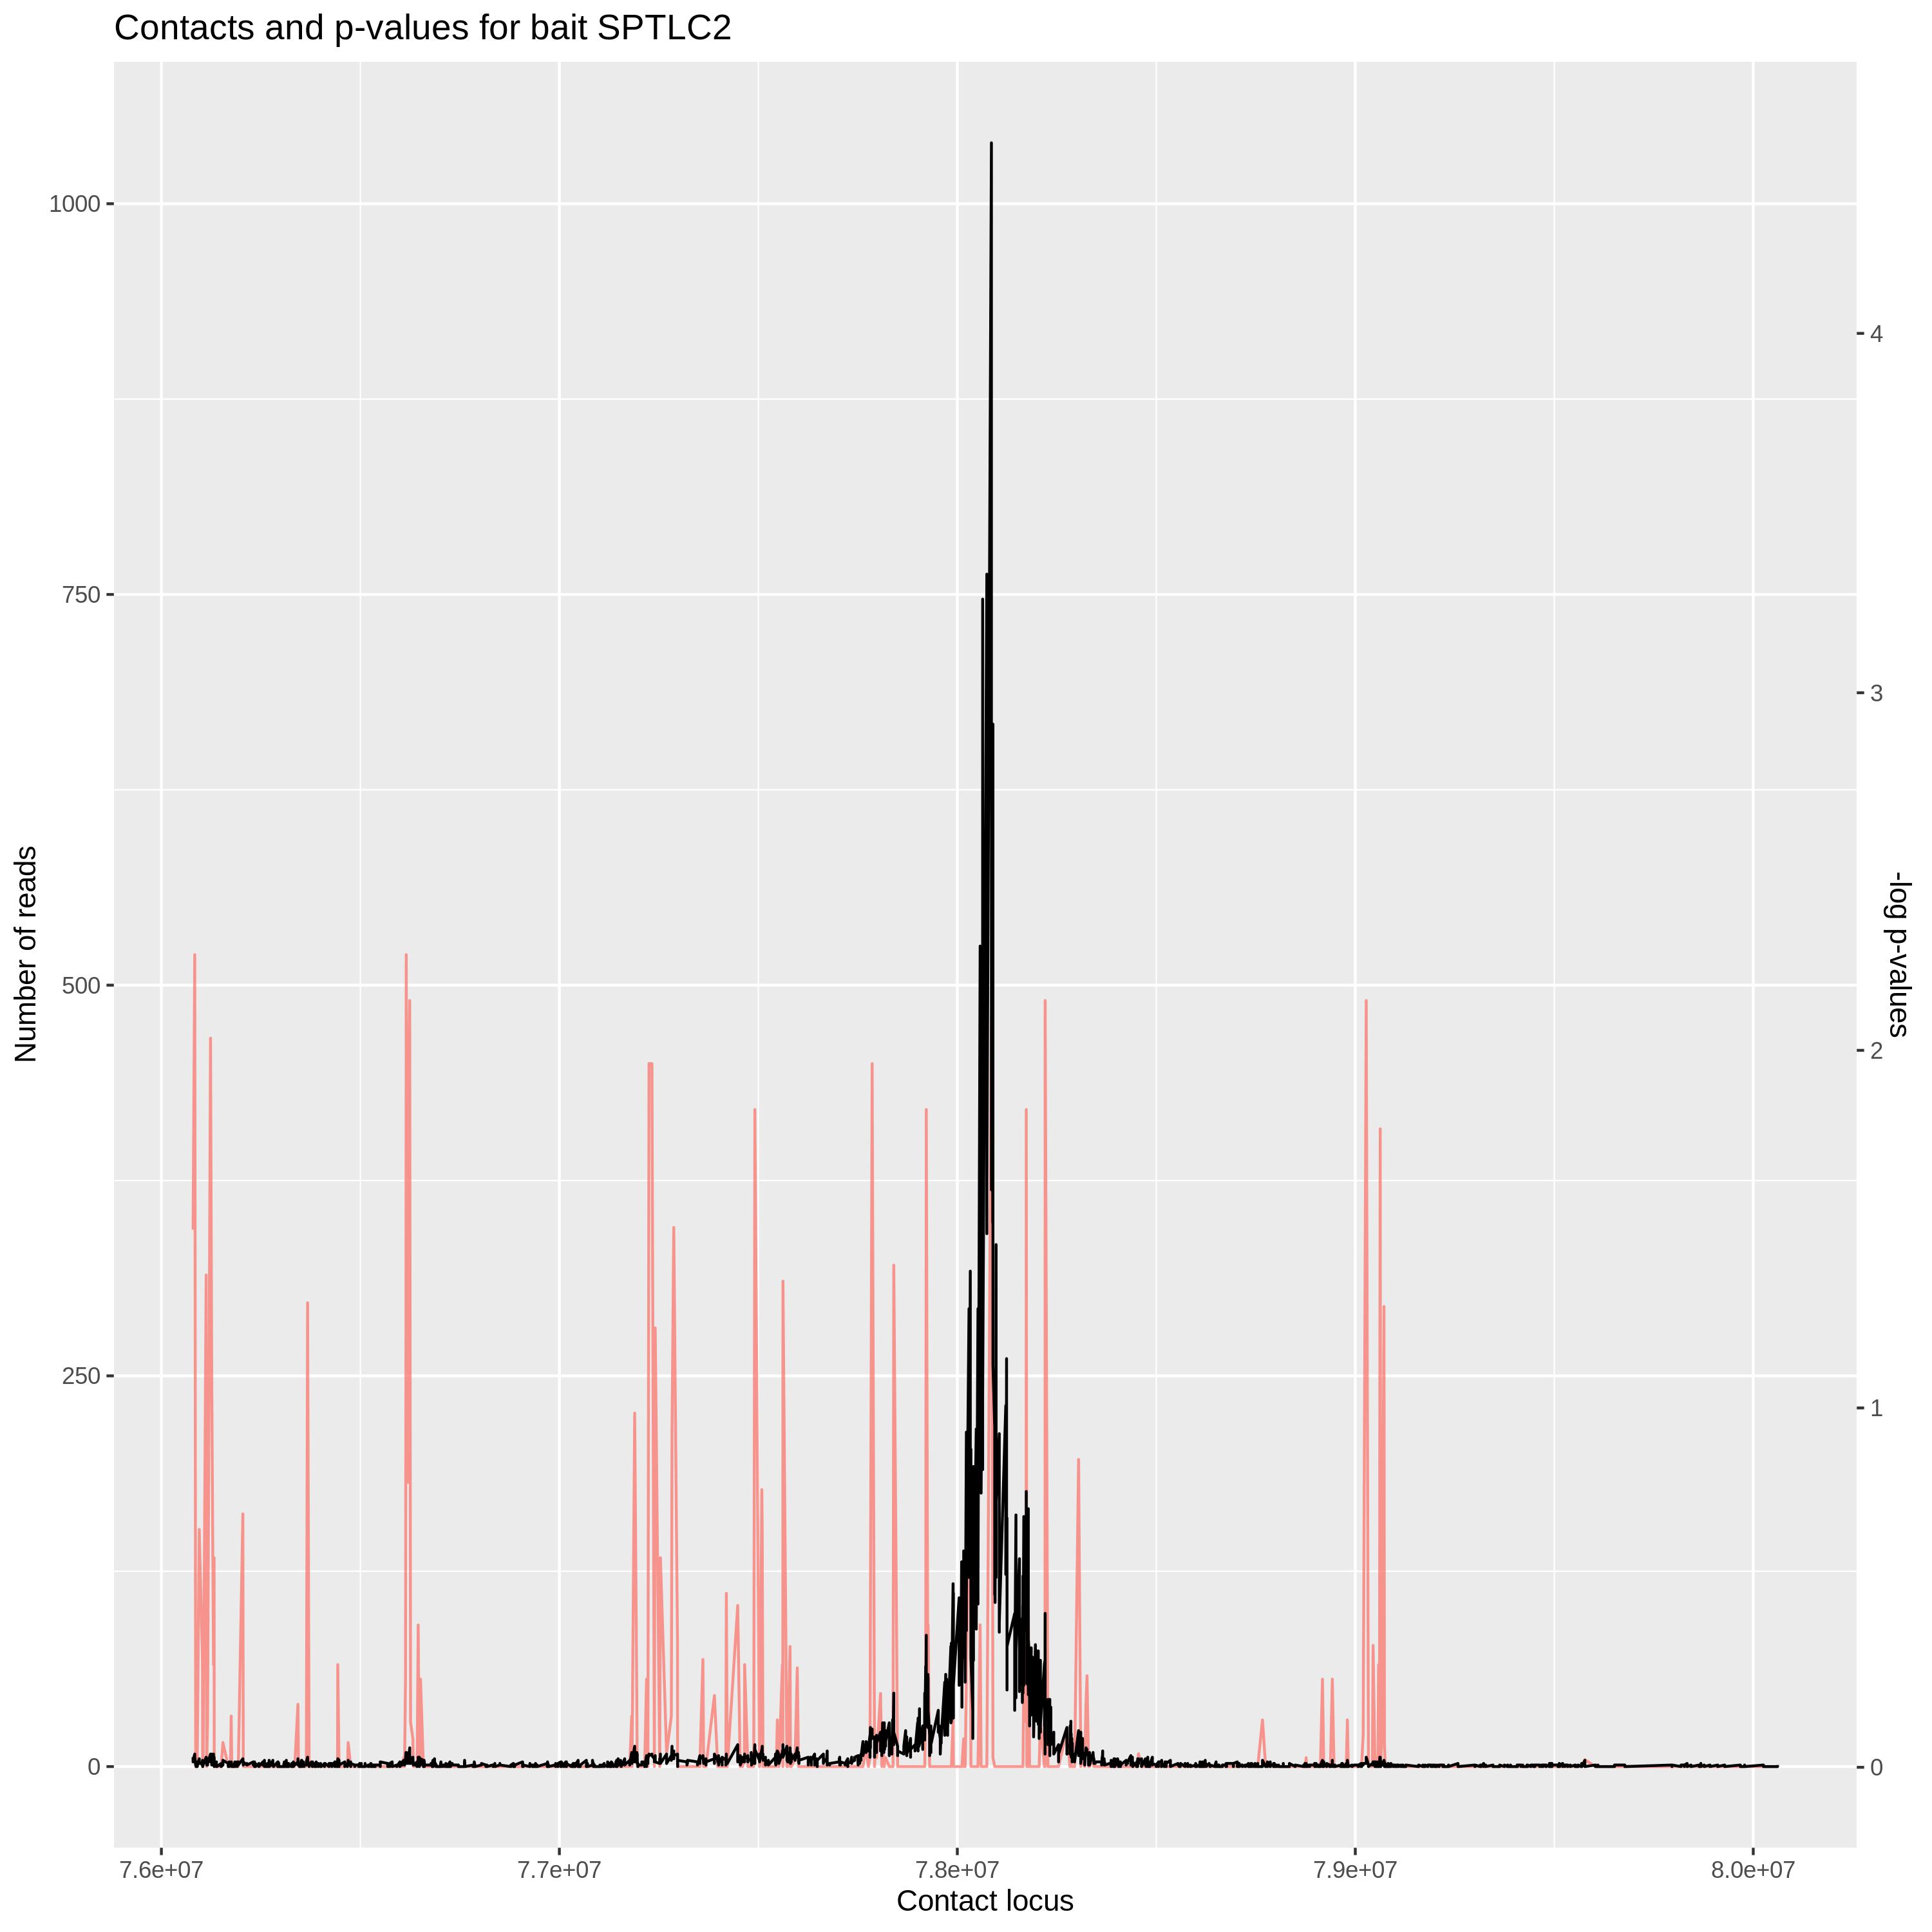 Contacts and p-values for bait SPTLC2
1000
750
500
250
0
Number of reads
4
3
2
1
0
-log p-values
7.6e+07
7.7e+07
7.8e+07
7.9e+07
8.0e+07
Contact locus